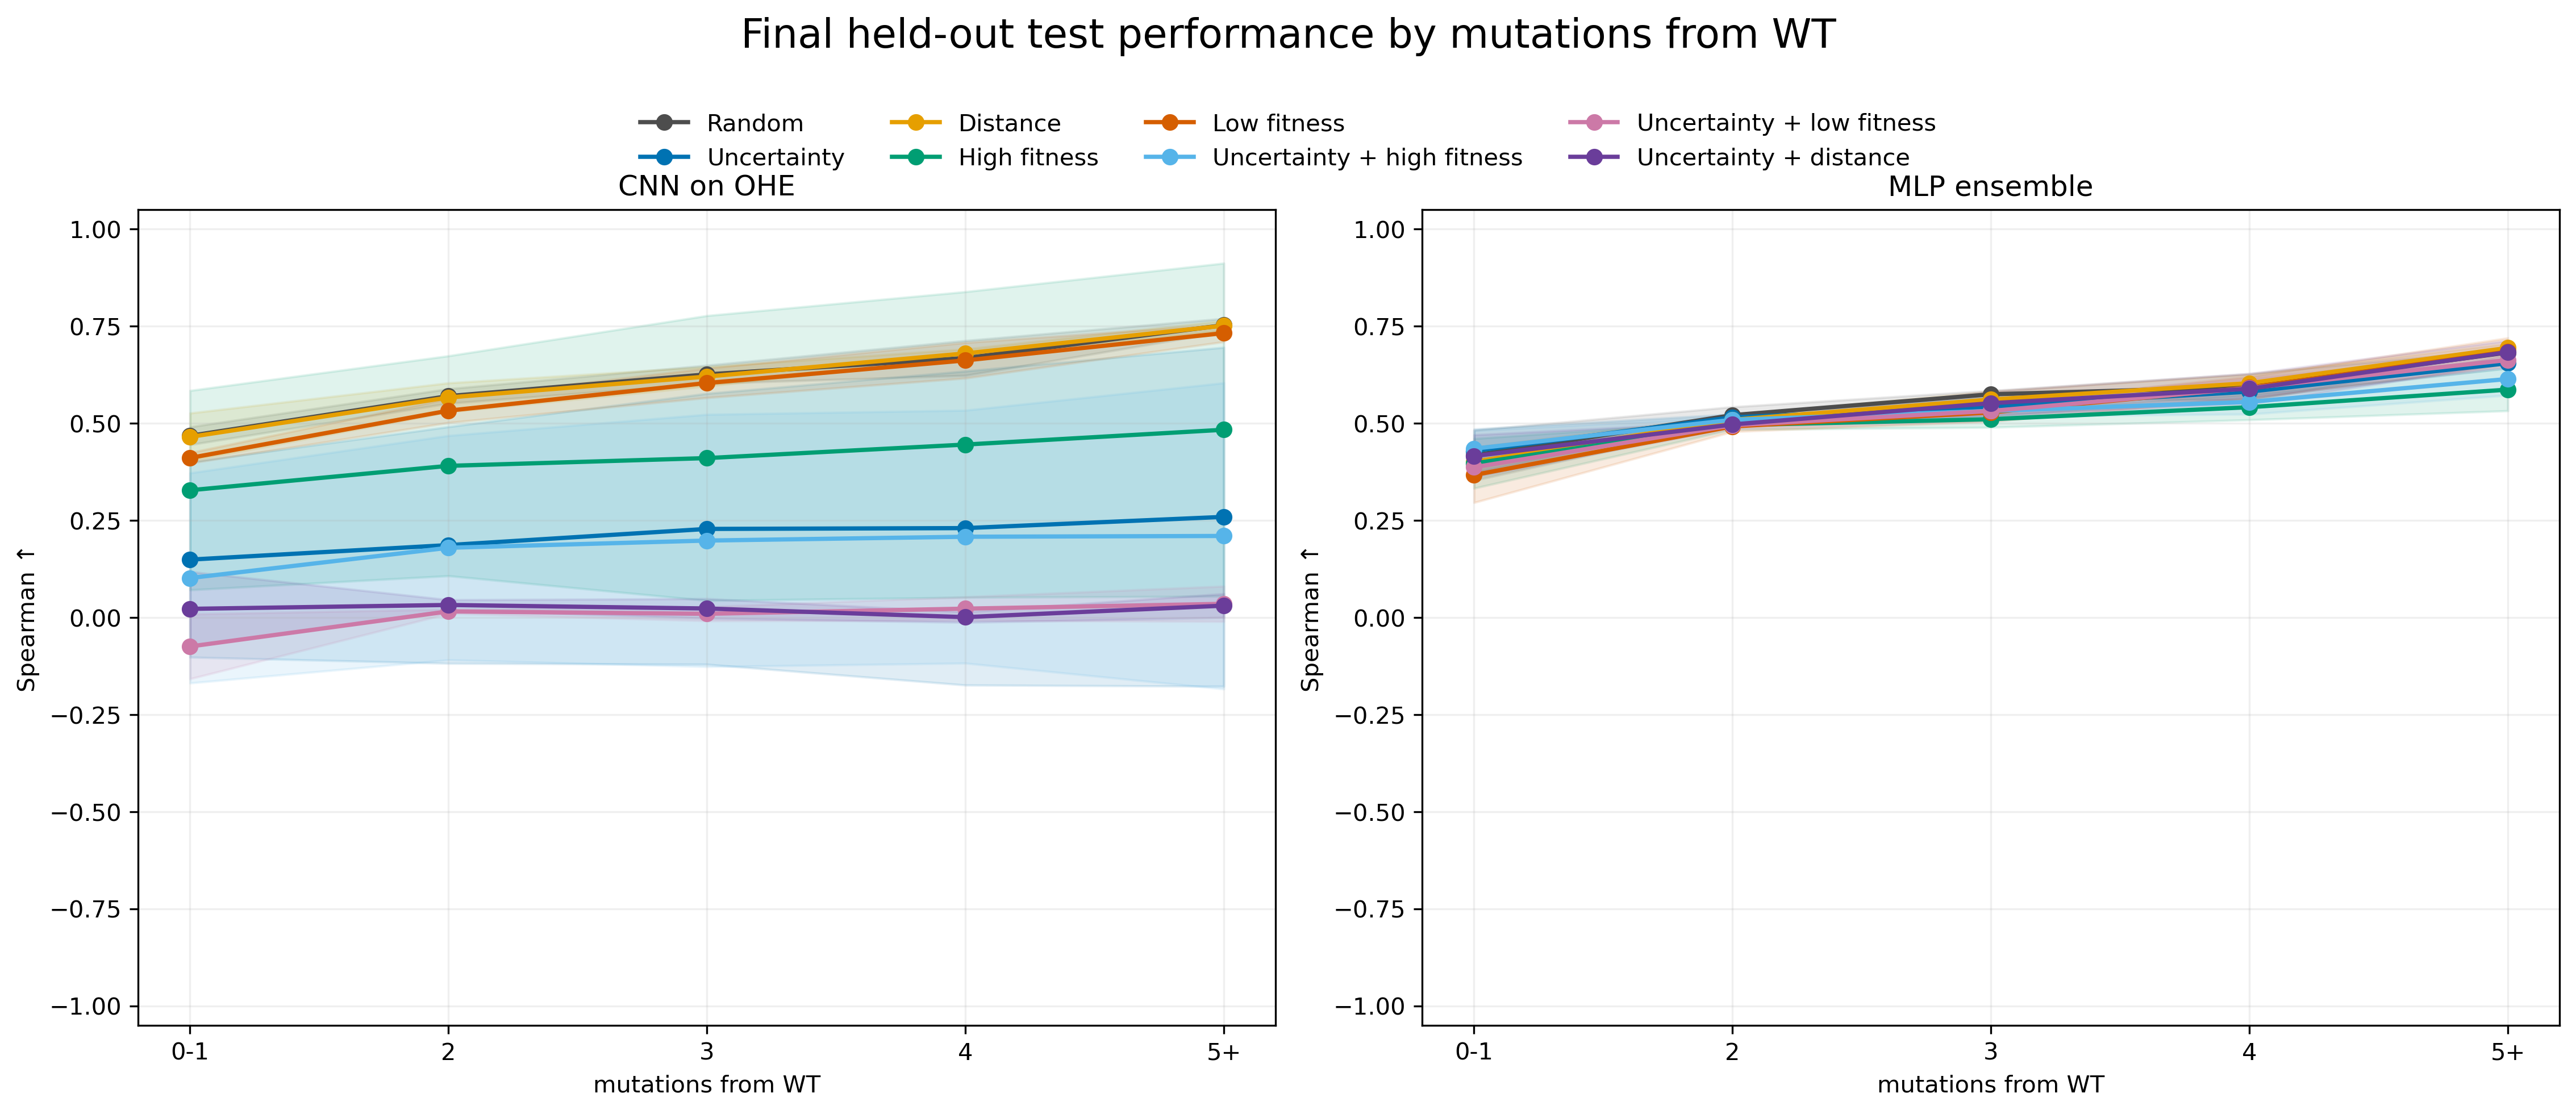 Final held-out test performance by mutations from WT
Random
Distance
Low fitness
Uncertainty + low fitness
Uncertainty
High fitness
Uncertainty + high fitness
Uncertainty + distance
CNN on OHE
1.00
0.75
0.50
0.25
0.00
−0.25
−0.50
−0.75
−1.00
Spearman ↑
0-1
2
3
4
5+
mutations from WT
MLP ensemble
1.00
0.75
0.50
0.25
0.00
−0.25
−0.50
−0.75
−1.00
Spearman ↑
0-1
2
3
4
5+
mutations from WT